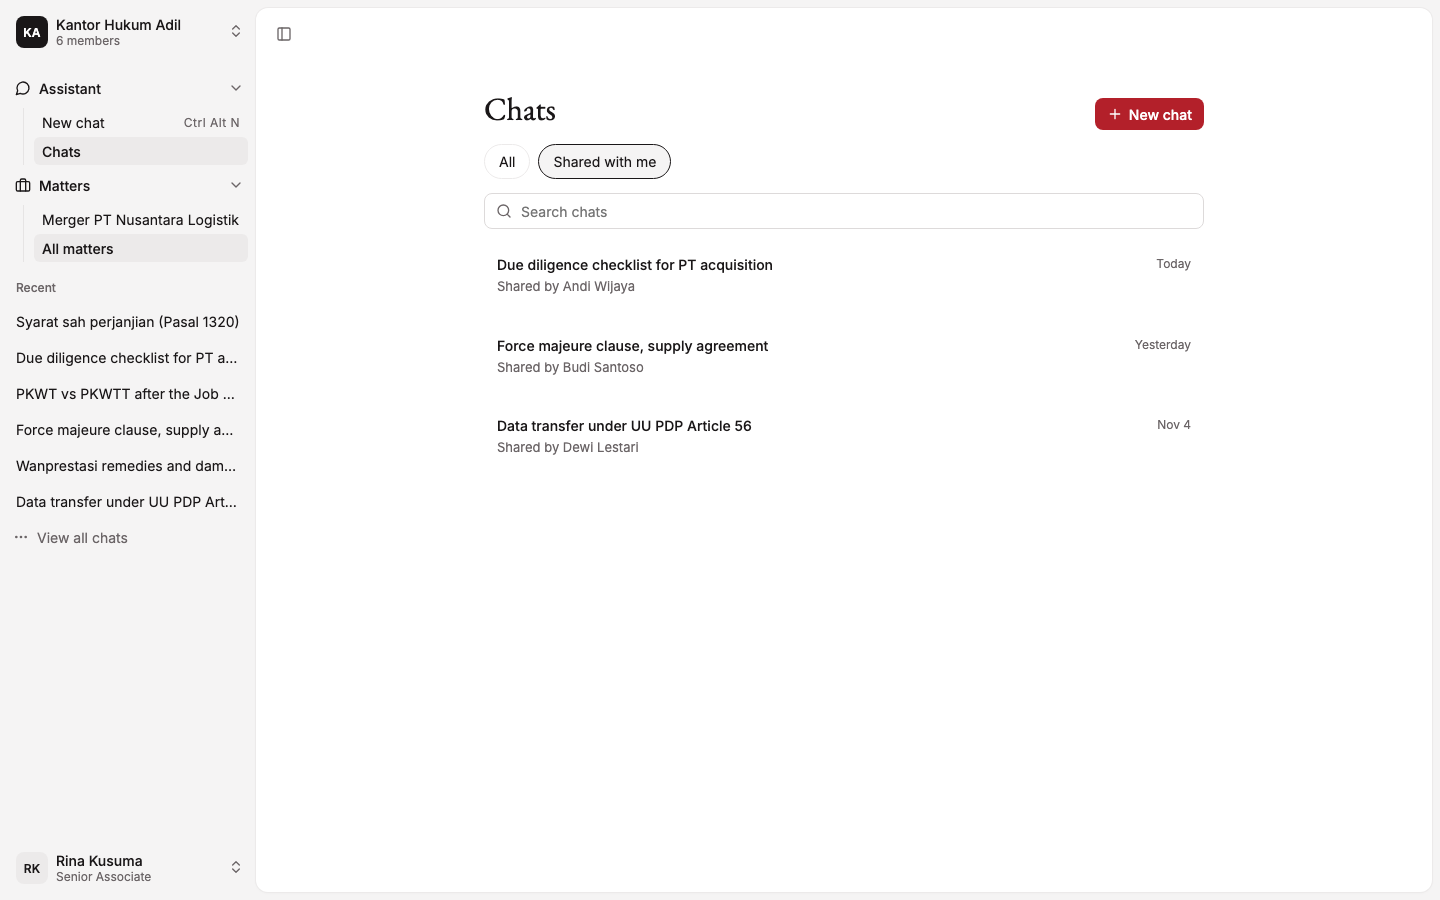 KA
Kantor Hukum Adil
6 members
Assistant
New chat
Ctrl Alt N
Chats
Matters
Merger PT Nusantara Logistik
All matters
Recent
Syarat sah perjanjian (Pasal 1320)
Due diligence checklist for PT a...
PKWT vs PKWTT after the Job ...
Force majeure clause, supply a...
Wanprestasi remedies and dam...
Data transfer under UU PDP Art...
View all chats
RK
Rina Kusuma
Senior Associate
Chats
New chat
All
Shared with me
Search chats
Due diligence checklist for PT acquisition
Today
Shared by Andi Wijaya
Force majeure clause, supply agreement
Yesterday
Shared by Budi Santoso
Data transfer under UU PDP Article 56
Nov 4
Shared by Dewi Lestari